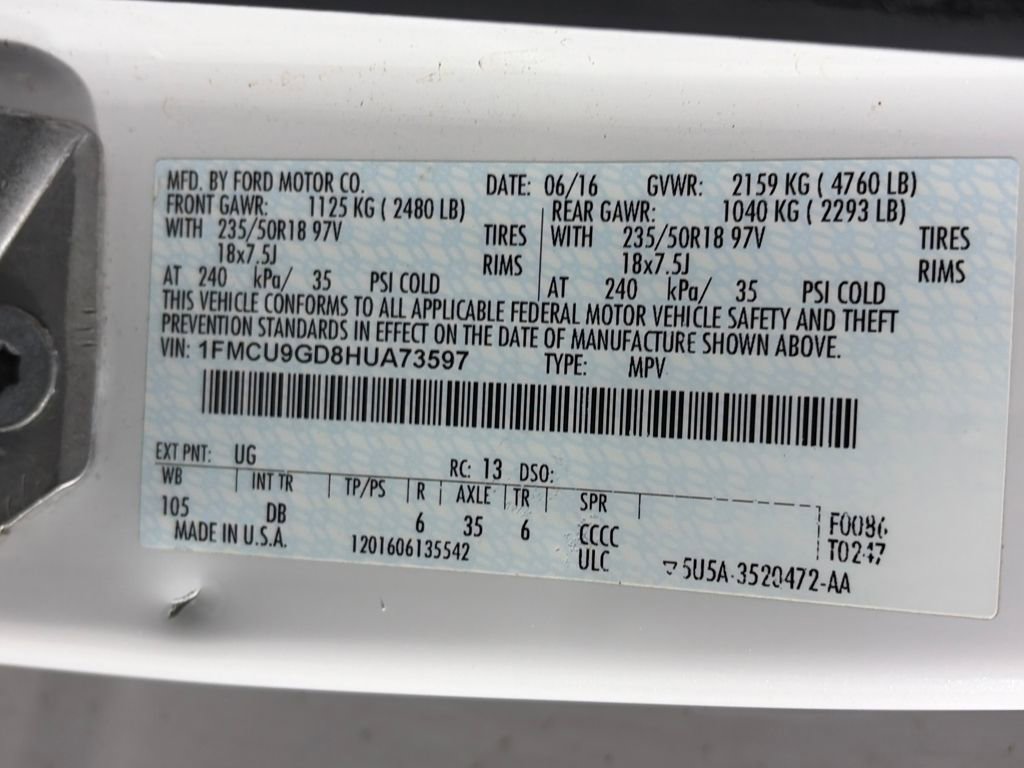 MFD. BY FORD MOTOR CO. DATE: 06/16 GVWR: 2159 KG ( 4760 LB)
FRONT GAWR: 1125 KG ( 2480 LB) REAR GAWR: 1040 KG ( 2293 LB)
WITH 235/50R18 97V TIRES WITH 235/50R18 97V TIRES
18x7.5J RIMS 18x7.5J RIMS
AT 240 kPa/ 35 PSI COLD AT 240 kPa/ 35 PSI COLD
THIS VEHICLE CONFORMS TO ALL APPLICABLE FEDERAL MOTOR VEHICLE SAFETY AND THEFT
PREVENTION STANDARDS IN EFFECT ON THE DATE OF MANUFACTURE SHOWN ABOVE.
VIN: 1FMCU9GD8HUA73597 TYPE: MPV
EXT PNT: UG RC: 13 DSO:
WB INT TR TP/PS R AXLE TR SPR
105 DB 6 35 6 CCCC F0086
MADE IN U.S.A. 1201606135542 ULC T0247
5U5A-3520472-AA